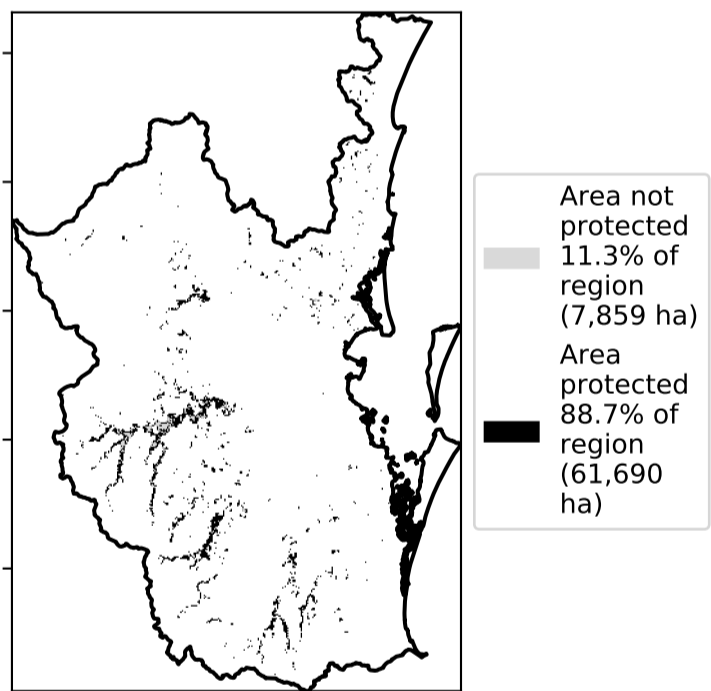 Area not
protected
11.3% of
region
(7,859 ha)
Area
protected
88.7% of
region
(61,690
ha)